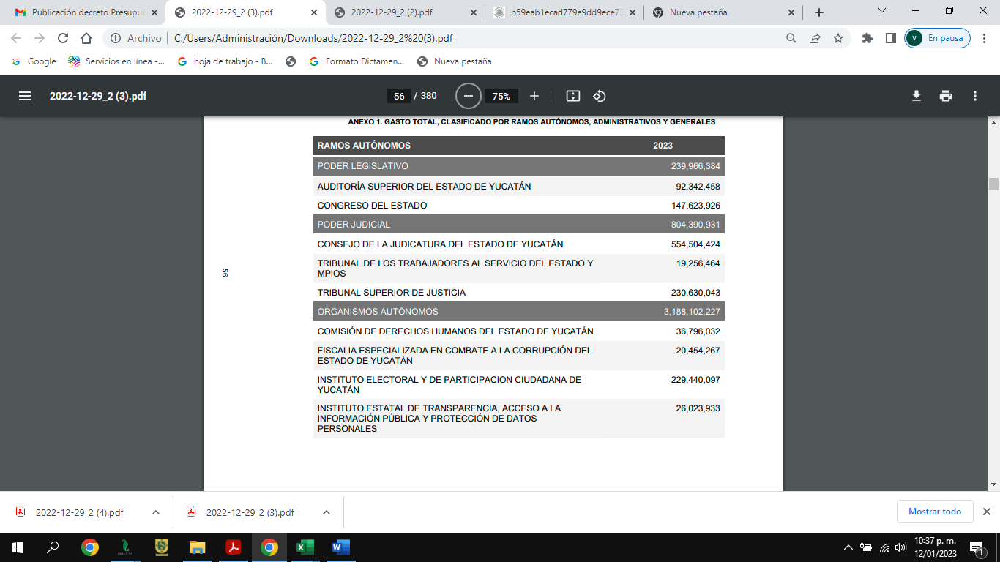 Publicación decreto Presupue
2022-12-29_2 (3).pdf
2022-12-29_2 (2).pdf
b59eab1ecad779e9dd9ece73
Nueva pestaña
Archivo
C:/Users/Administración/Downloads/2022-12-29_2%20(3).pdf
v
En pausa
Google
Servicios en línea -...
hoja de trabajo - B...
Formato Dictamen...
Nueva pestaña
2022-12-29_2 (3).pdf
56 / 380
75%
ANEXO 1. GASTO TOTAL, CLASIFICADO POR RAMOS AUTÓNOMOS, ADMINISTRATIVOS Y GENERALES
RAMOS AUTÓNOMOS 2023
PODER LEGISLATIVO 239,966,384
AUDITORÍA SUPERIOR DEL ESTADO DE YUCATÁN 92,342,458
CONGRESO DEL ESTADO 147,623,926
PODER JUDICIAL 804,390,931
CONSEJO DE LA JUDICATURA DEL ESTADO DE YUCATÁN 554,504,424
TRIBUNAL DE LOS TRABAJADORES AL SERVICIO DEL ESTADO Y 19,256,464
MPIOS
TRIBUNAL SUPERIOR DE JUSTICIA 230,630,043
ORGANISMOS AUTÓNOMOS 3,188,102,227
COMISIÓN DE DERECHOS HUMANOS DEL ESTADO DE YUCATÁN 36,796,032
FISCALIA ESPECIALIZADA EN COMBATE A LA CORRUPCIÓN DEL 20,454,267
ESTADO DE YUCATÁN
INSTITUTO ELECTORAL Y DE PARTICIPACION CIUDADANA DE 229,440,097
YUCATÁN
INSTITUTO ESTATAL DE TRANSPARENCIA, ACCESO A LA 26,023,933
INFORMACIÓN PÚBLICA Y PROTECCIÓN DE DATOS
PERSONALES
56
2022-12-29_2 (4).pdf
2022-12-29_2 (3).pdf
Mostrar todo
10:37 p. m.
12/01/2023
1